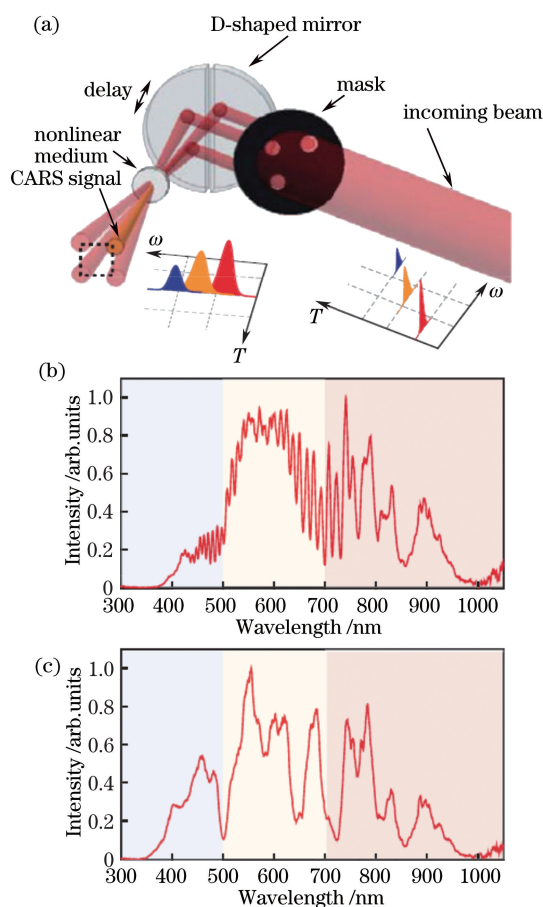 (a)
D-shaped mirror
delay
mask
incoming beam
nonlinear
medium
CARS signal
ω
T
T
ω
(b)
Intensity /arb.units
1.0
0.8
0.6
0.4
0.2
0
300 400 500 600 700 800 900 1000
Wavelength /nm
(c)
Intensity /arb.units
1.0
0.8
0.6
0.4
0.2
0
300 400 500 600 700 800 900 1000
Wavelength /nm